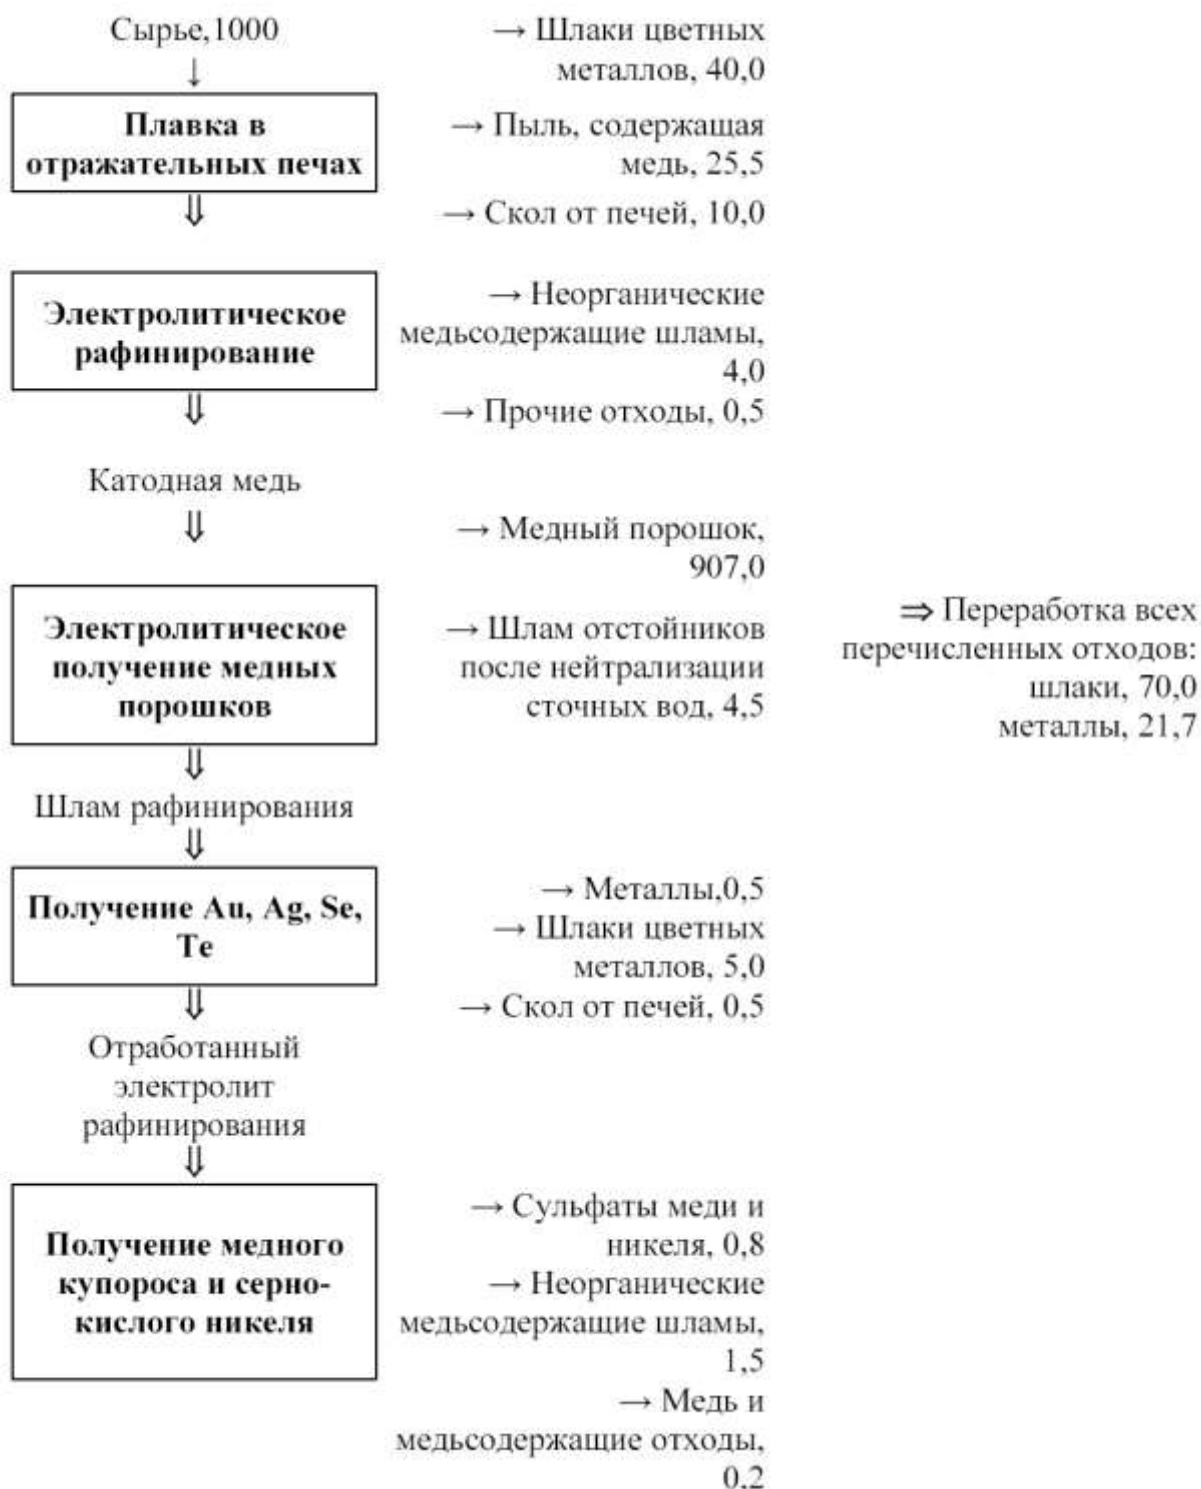 Сырье,1000
↓
Плавка в
отражательных печах
⇓
→ Шлаки цветных
металлов, 40,0
→ Пыль, содержащая
медь, 25,5
→ Скол от печей, 10,0
Электролитическое
рафинирование
⇓
→ Неорганические
медьсодержащие шламы,
4,0
→ Прочие отходы, 0,5
Катодная медь
⇓
Электролитическое
получение медных
порошков
⇓
→ Медный порошок,
907,0
→ Шлам отстойников
после нейтрализации
сточных вод, 4,5
⇒ Переработка всех
перечисленных отходов:
шлаки, 70,0
металлы, 21,7
Шлам рафинирования
⇓
Получение Au, Ag, Se,
Te
⇓
→ Металлы,0,5
→ Шлаки цветных
металлов, 5,0
→ Скол от печей, 0,5
Отработанный
электролит
рафинирования
⇓
Получение медного
купороса и серно-
кислого никеля
→ Сульфаты меди и
никеля, 0,8
→ Неорганические
медьсодержащие шламы,
1,5
→ Медь и
медьсодержащие отходы,
0,2